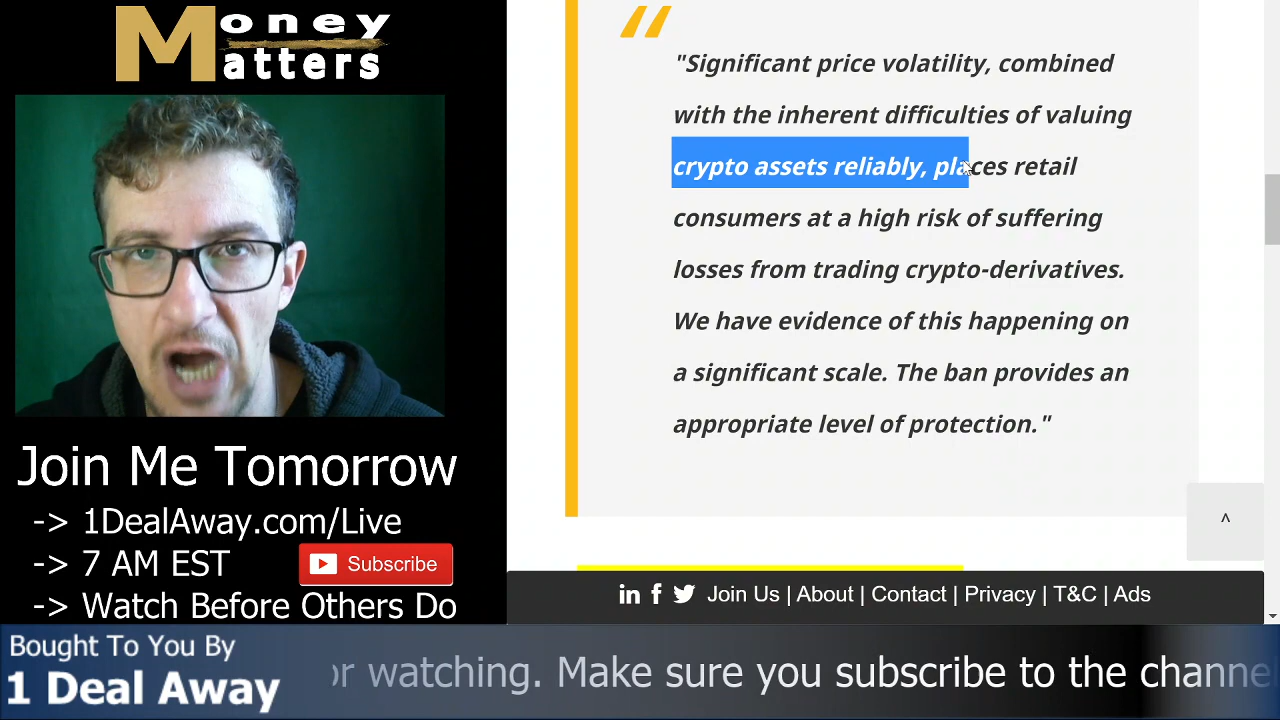 Money
Matters
Join Me Tomorrow
-> 1DealAway.com/Live
-> 7 AM EST
Subscribe
-> Watch Before Others Do
“
"Significant price volatility, combined
with the inherent difficulties of valuing
crypto assets reliably, places retail
consumers at a high risk of suffering
losses from trading crypto-derivatives.
We have evidence of this happening on
a significant scale. The ban provides an
appropriate level of protection."
^
in f Join Us | About | Contact | Privacy | T&C | Ads
Bought To You By
1 Deal Away
or watching. Make sure you subscribe to the channe